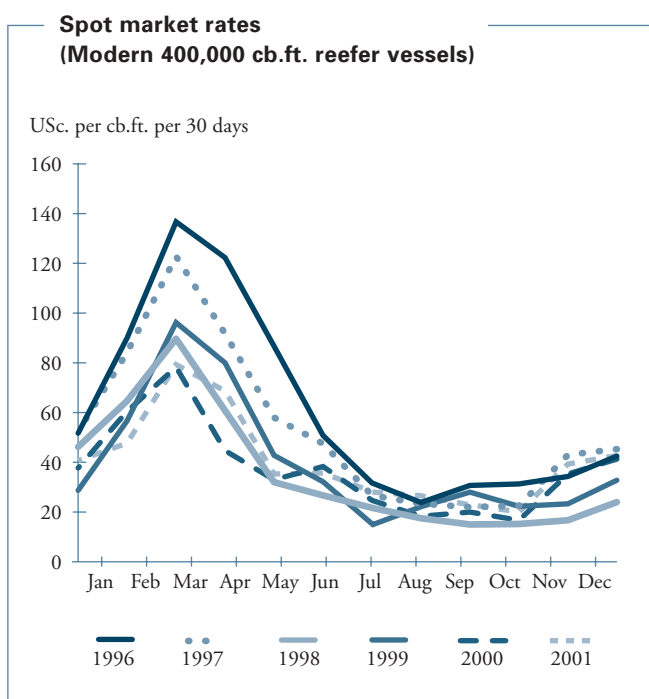 Spot market rates
(Modern 400,000 cb.ft. reefer vessels)
USc. per cb.ft. per 30 days
160
140
120
100
80
60
40
20
0
Jan Feb Mar Apr May Jun Jul Aug Sep Oct Nov Dec
1996 1997 1998 1999 2000 2001